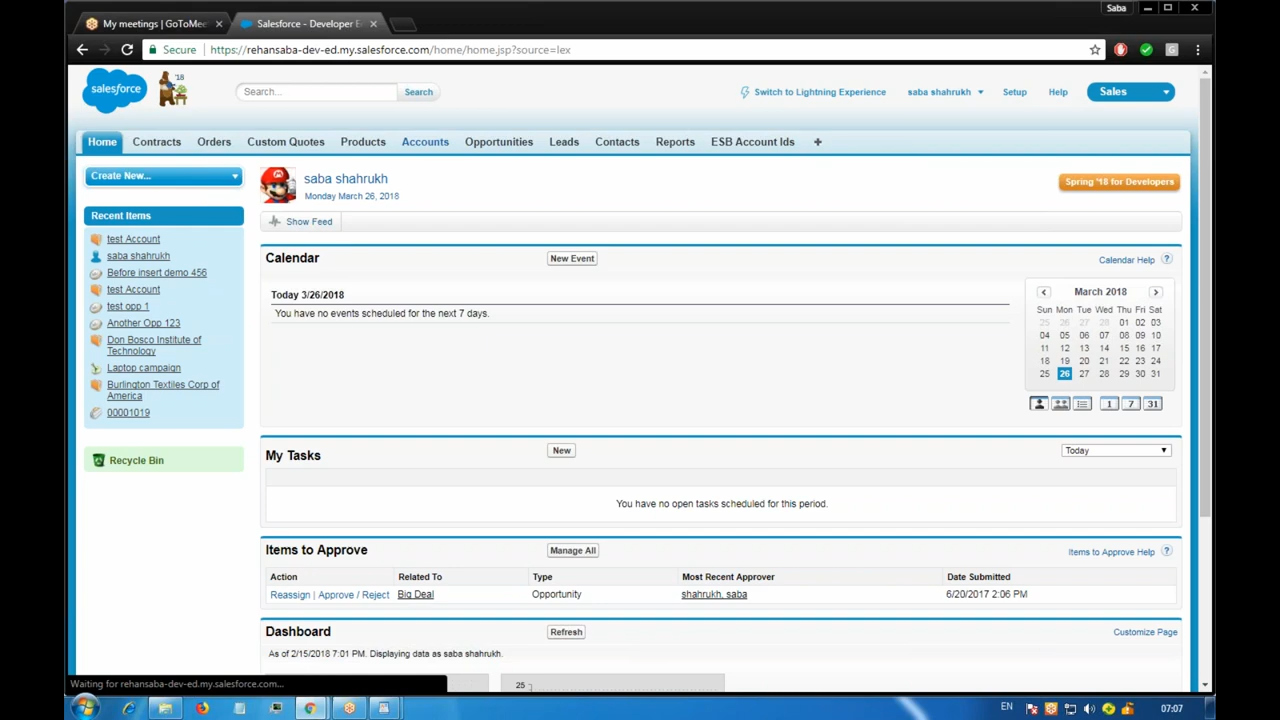 Saba
My meetings | GoToMee
Salesforce - Developer E
Secure
https://rehansaba-dev-ed.my.salesforce.com/home/home.jsp?source=lex
salesforce
'18
Search...
Search
Switch to Lightning Experience
saba shahrukh
Setup
Help
Sales
Home
Contracts
Orders
Custom Quotes
Products
Accounts
Opportunities
Leads
Contacts
Reports
ESB Account Ids
+
Create New...
Recent Items
test Account
saba shahrukh
Before insert demo 456
test Account
test opp 1
Another Opp 123
Don Bosco Institute of
Technology
Laptop campaign
Burlington Textiles Corp of
America
00001019
Recycle Bin
saba shahrukh
Monday March 26, 2018
Spring '18 for Developers
Show Feed
Calendar
New Event
Calendar Help ?
Today 3/26/2018
You have no events scheduled for the next 7 days.
March 2018
Sun Mon Tue Wed Thu Fri Sat
25 26 27 28 01 02 03
04 05 06 07 08 09 10
11 12 13 14 15 16 17
18 19 20 21 22 23 24
25 26 27 28 29 30 31
1 7 31
My Tasks
New
Today
You have no open tasks scheduled for this period.
Items to Approve
Manage All
Items to Approve Help ?
Action Related To Type Most Recent Approver Date Submitted
Reassign | Approve / Reject Big Deal Opportunity shahrukh, saba 6/20/2017 2:06 PM
Dashboard
Refresh
Customize Page
As of 2/15/2018 7:01 PM. Displaying data as saba shahrukh.
25
Waiting for rehansaba-dev-ed.my.salesforce.com...
EN
07:07